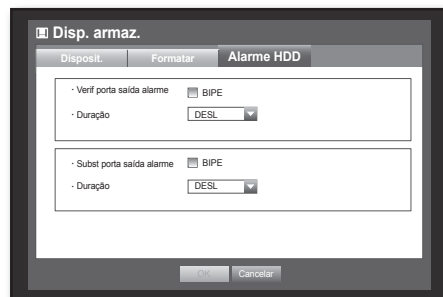 Disp. armaz.
Disposit. Formatar Alarme HDD
· Verif porta saída alarme BIPE
· Duração DESL
· Subst porta saída alarme BIPE
· Duração DESL
OK Cancelar